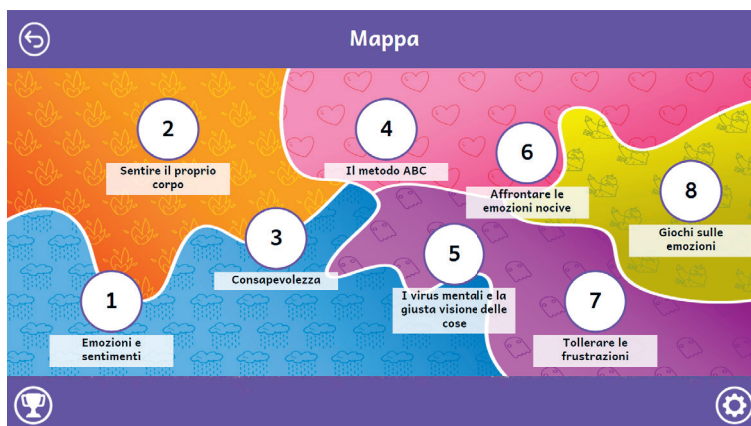 Mappa
1
Emozioni e
sentimenti
2
Sentire il proprio
corpo
3
Consapevolezza
4
Il metodo ABC
5
I virus mentali e la
giusta visione delle
cose
6
Affrontare le
emozioni nocive
7
Tollerare le
frustrazioni
8
Giochi sulle
emozioni